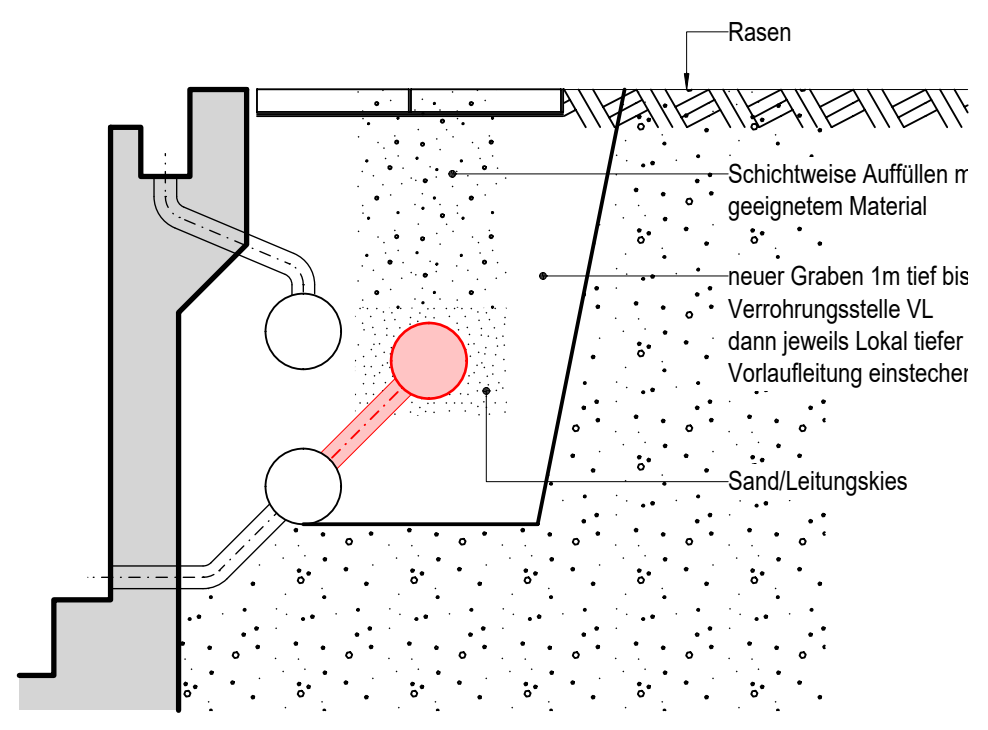 Rasen
Schichtweise Auffüllen m
geeignetem Material
neuer Graben 1m tief bis
Verrohrungsstelle VL
dann jeweils Lokal tiefer
Vorlaufleitung einstechen
Sand/Leitungskies